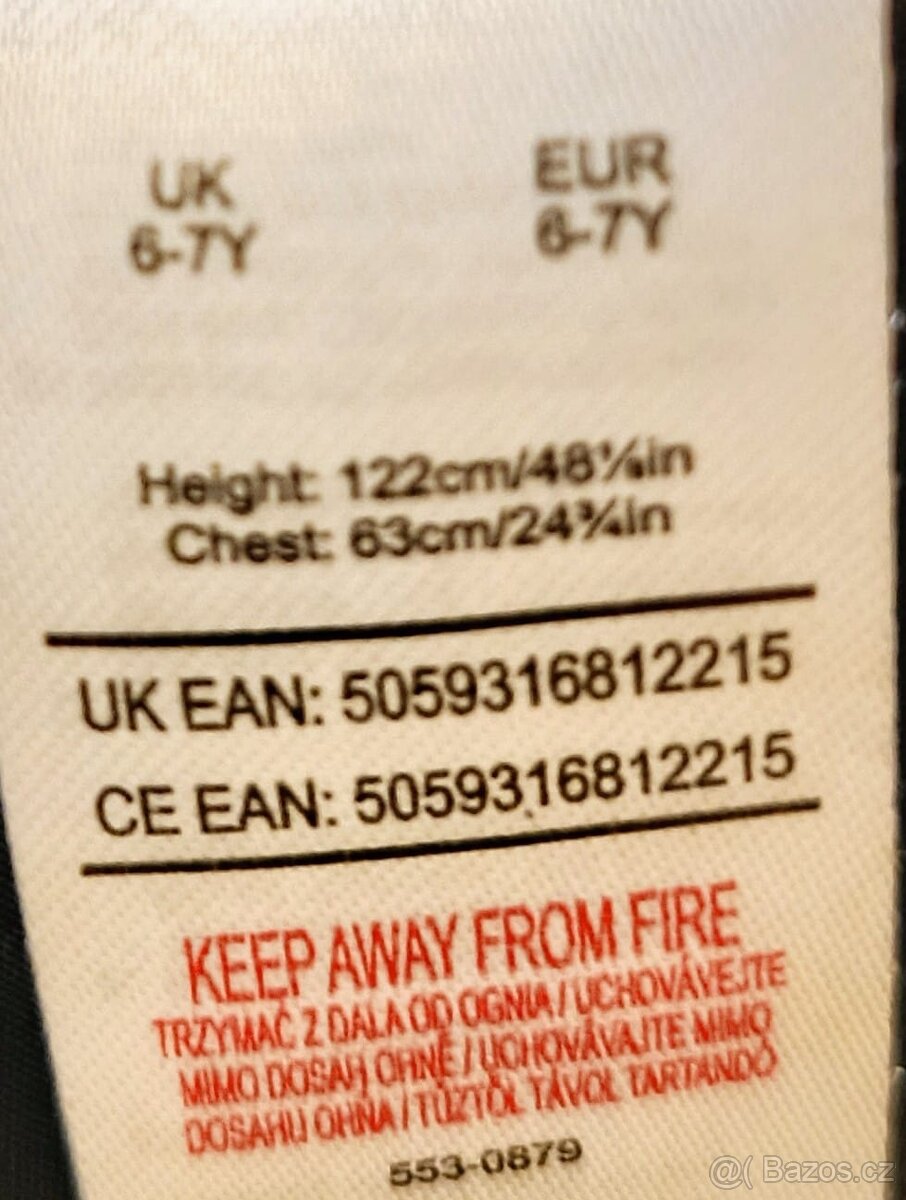 UK EUR
6-7Y 6-7Y
Height: 122cm/48¼in
Chest: 63cm/24¾in
UK EAN: 5059316812215
CE EAN: 5059316812215
KEEP AWAY FROM FIRE
TRZYMAĆ Z DALA OD OGNIA / UCHOVÁVEJTE
MIMO DOSAH OHNĚ / UCHOVÁVAJTE MIMO
DOSAHU OHŇA / TŰZTŐL TÁVOL TARTANDÓ
553-0879
@( Bazos.cz